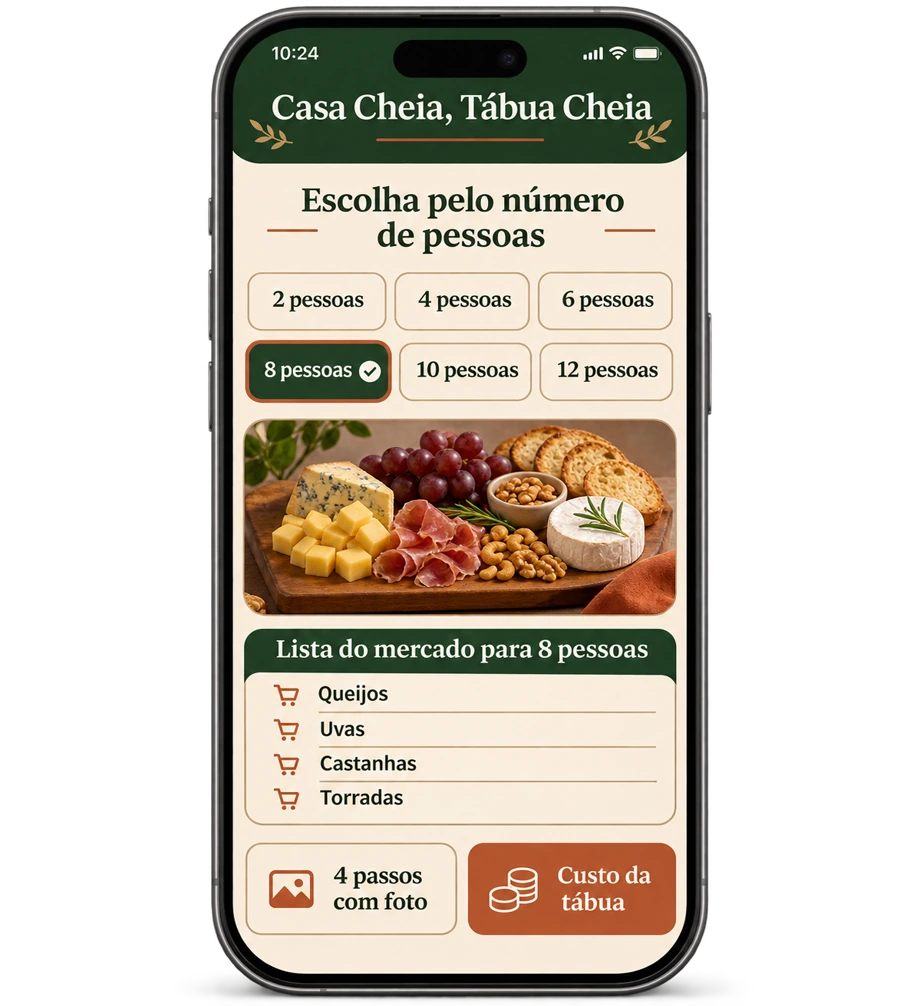 10:24
Casa Cheia, Tábua Cheia
Escolha pelo número
de pessoas
2 pessoas
4 pessoas
6 pessoas
8 pessoas
10 pessoas
12 pessoas
Lista do mercado para 8 pessoas
Queijos
Uvas
Castanhas
Torradas
4 passos
com foto
Custo da
tábua